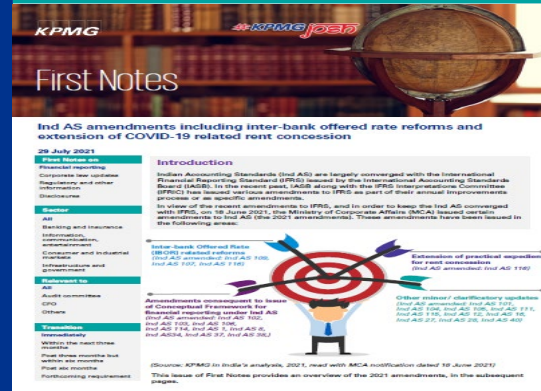 KPMG
KPMG josh
First Notes
Ind AS amendments including inter-bank offered rate reforms and
extension of COVID-19 related rent concession
29 July 2021
First Notes on
Financial reporting
Corporate law updates
Regulatory and other
information
Disclosures
Sector
All
Banking and insurance
Information,
communication,
entertainment
Consumer and industrial
markets
Infrastructure and
government
Relevant to
All
Audit committee
CFO
Others
Transition
Immediately
Within the next three
months
Post three months but
within six months
Post six months
Forthcoming requirement
Introduction
Indian Accounting Standards (Ind AS) are largely converged with the International
Financial Reporting Standard (IFRS) issued by the International Accounting Standards
Board (IASB). In the recent past, IASB along with the IFRS Interpretations Committee
(IFRIC) has issued various amendments to IFRS as part of their annual improvements
process or as specific amendments.
In view of the recent amendments to IFRS, and in order to keep the Ind AS converged
with IFRS, on 18 June 2021, the Ministry of Corporate Affairs (MCA) issued certain
amendments to Ind AS (the 2021 amendments). These amendments have been issued in
the following areas:
Inter-bank Offered Rate
(IBOR) related reforms
(Ind AS amended: Ind AS 109,
Ind AS 107, Ind AS 116)
Extension of practical expedien
for rent concession
(Ind AS amended: Ind AS 116)
Amendments consequent to issue
of Conceptual Framework for
financial reporting under Ind AS
(Ind AS amended: Ind AS 102,
Ind AS 103, Ind AS 106,
Ind AS 114, Ind AS 1, Ind AS 8,
Ind AS34, Ind AS 37, Ind AS 38,)
Other minor/ clarificatory updates
(Ind AS amended: Ind AS 101,
Ind AS 104, Ind AS 105, Ind AS 111,
Ind AS 115, Ind AS 12, Ind AS 16,
Ind AS 27, Ind AS 28, Ind AS 40)
(Source: KPMG in India's analysis, 2021, read with MCA notification dated 18 June 2021)
This issue of First Notes provides an overview of the 2021 amendments, in the subsequent
pages.